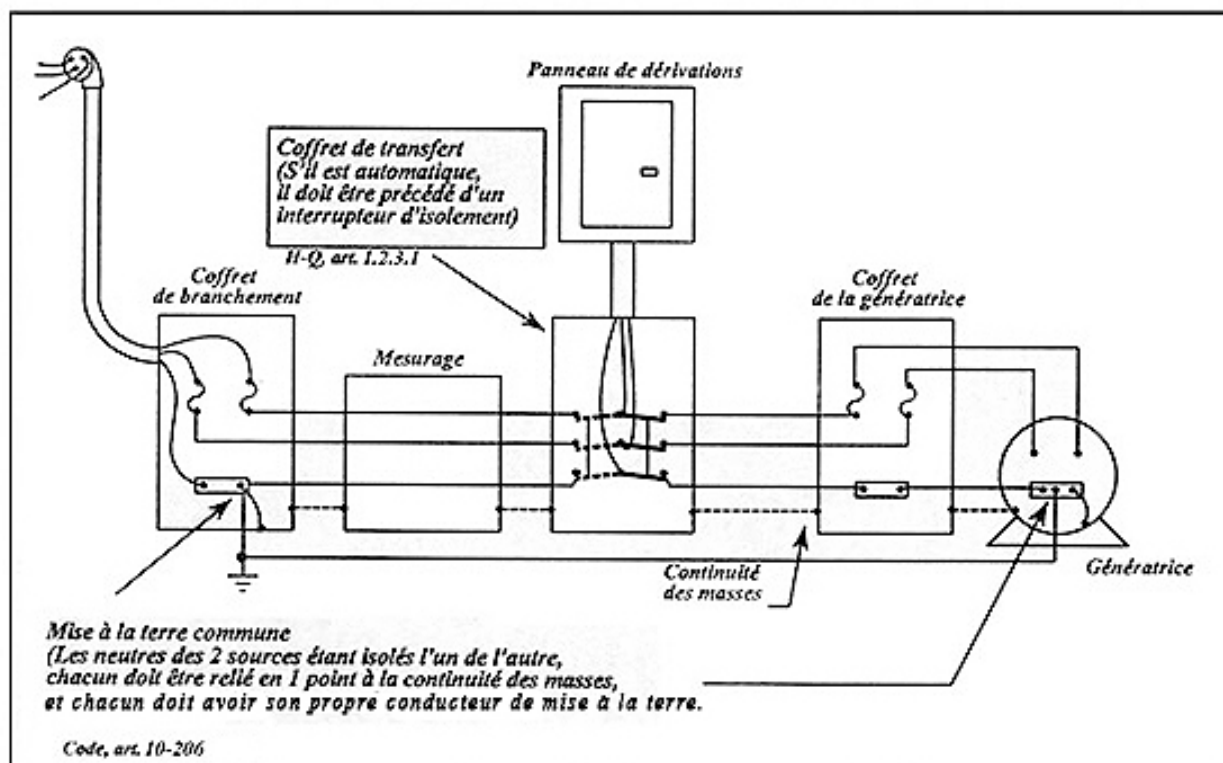 Panneau de dérivations
Coffret de transfert
(S'il est automatique,
il doit être précédé d'un
interrupteur d'isolement)
H-Q, art. 1.2.3.1
Coffret
de branchement
Mesurage
Coffret
de la génératrice
Continuité
des masses
Génératrice
Mise à la terre commune
(Les neutres des 2 sources étant isolés l'un de l'autre,
chacun doit être relié en 1 point à la continuité des masses,
et chacun doit avoir son propre conducteur de mise à la terre.
Code, art. 10-206